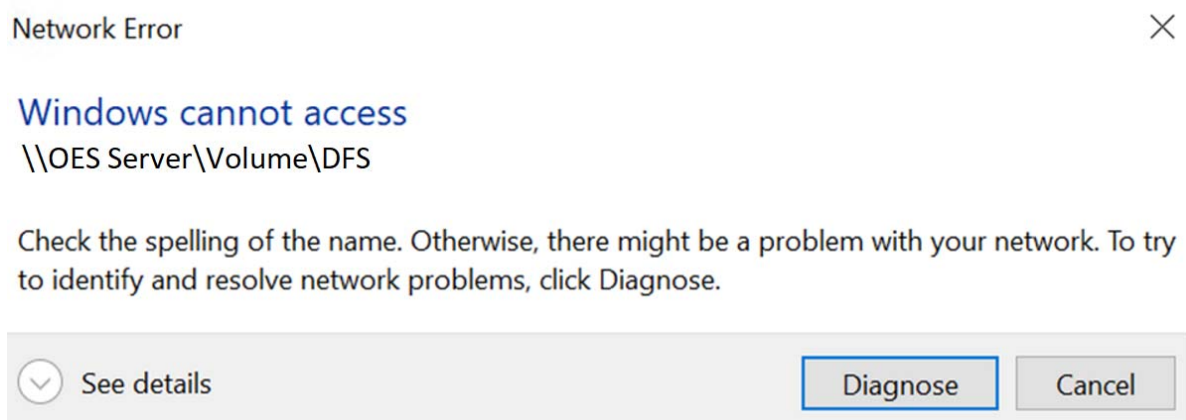 Network Error
Windows cannot access
\\OES Server\Volume\DFS
Check the spelling of the name. Otherwise, there might be a problem with your network. To try
to identify and resolve network problems, click Diagnose.
See details
Diagnose
Cancel